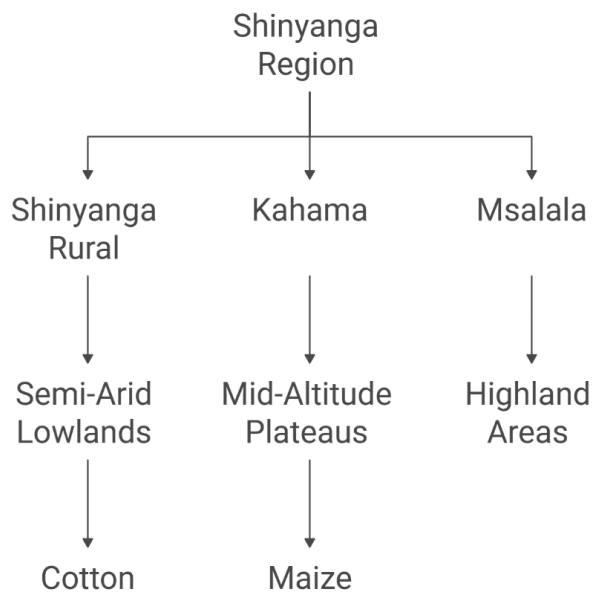 Shinyanga
Region
Shinyanga
Rural
Kahama
Msalala
Semi-Arid
Lowlands
Mid-Altitude
Plateaus
Highland
Areas
Cotton
Maize